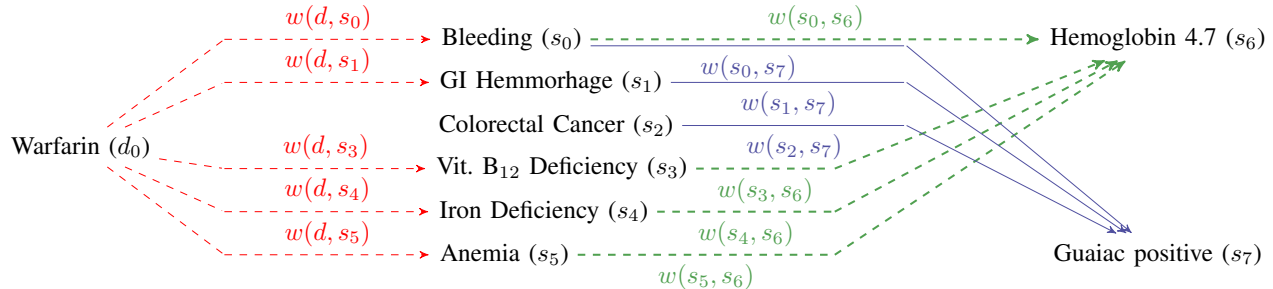 w(d, s₀)
w(s₀, s₆)
Bleeding (s₀)
Hemoglobin 4.7 (s₆)
w(d, s₁)
w(s₀, s₇)
GI Hemmorhage (s₁)
w(s₁, s₇)
Colorectal Cancer (s₂)
Warfarin (d₀)
w(d, s₃)
w(s₂, s₇)
Vit. B₁₂ Deficiency (s₃)
w(d, s₄)
w(s₃, s₆)
Iron Deficiency (s₄)
w(d, s₅)
w(s₄, s₆)
Anemia (s₅)
Guaiac positive (s₇)
w(s₅, s₆)